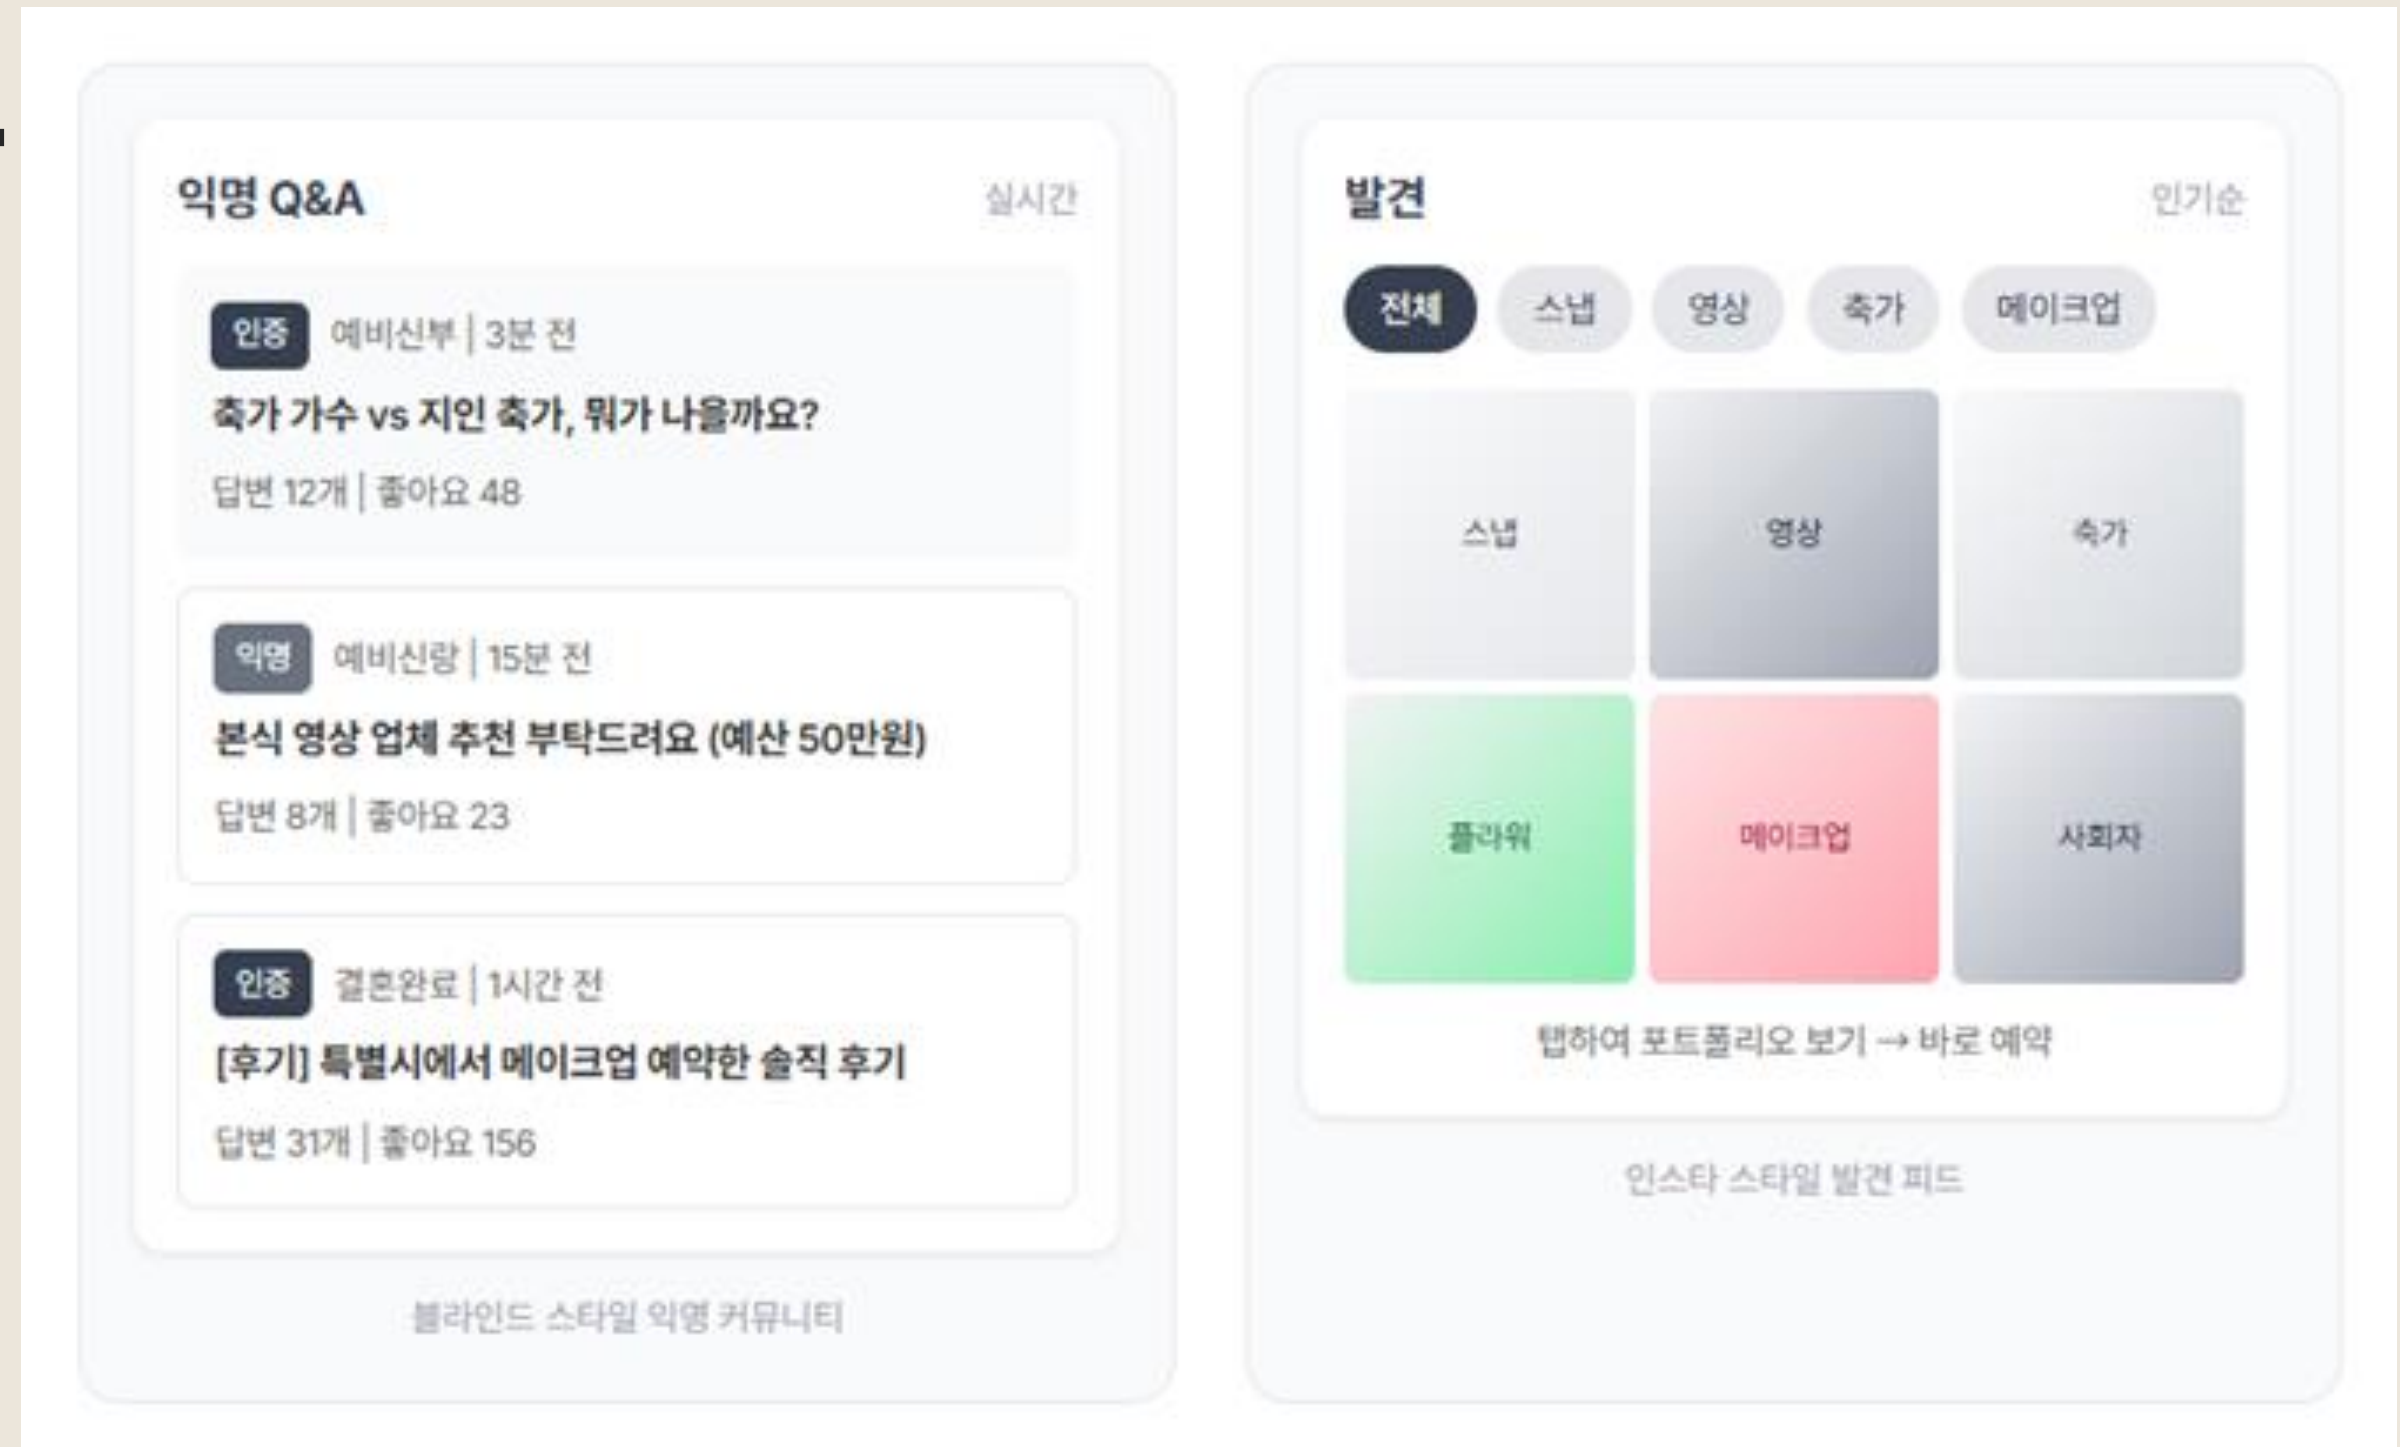 익명 Q&A
실시간
인증 예비신부 | 3분 전
축가 가수 vs 지인 축가, 뭐가 나을까요?
답변 12개 | 좋아요 48
익명 예비신랑 | 15분 전
본식 영상 업체 추천 부탁드려요 (예산 50만원)
답변 8개 | 좋아요 23
인증 결혼완료 | 1시간 전
[후기] 특별시에서 메이크업 예약한 솔직 후기
답변 31개 | 좋아요 156
블라인드 스타일 익명 커뮤니티
발견
인기순
전체 스냅 영상 축가 메이크업
스냅 영상 축가
플라워 메이크업 사회자
탭하여 포트폴리오 보기 → 바로 예약
인스타 스타일 발견 피드